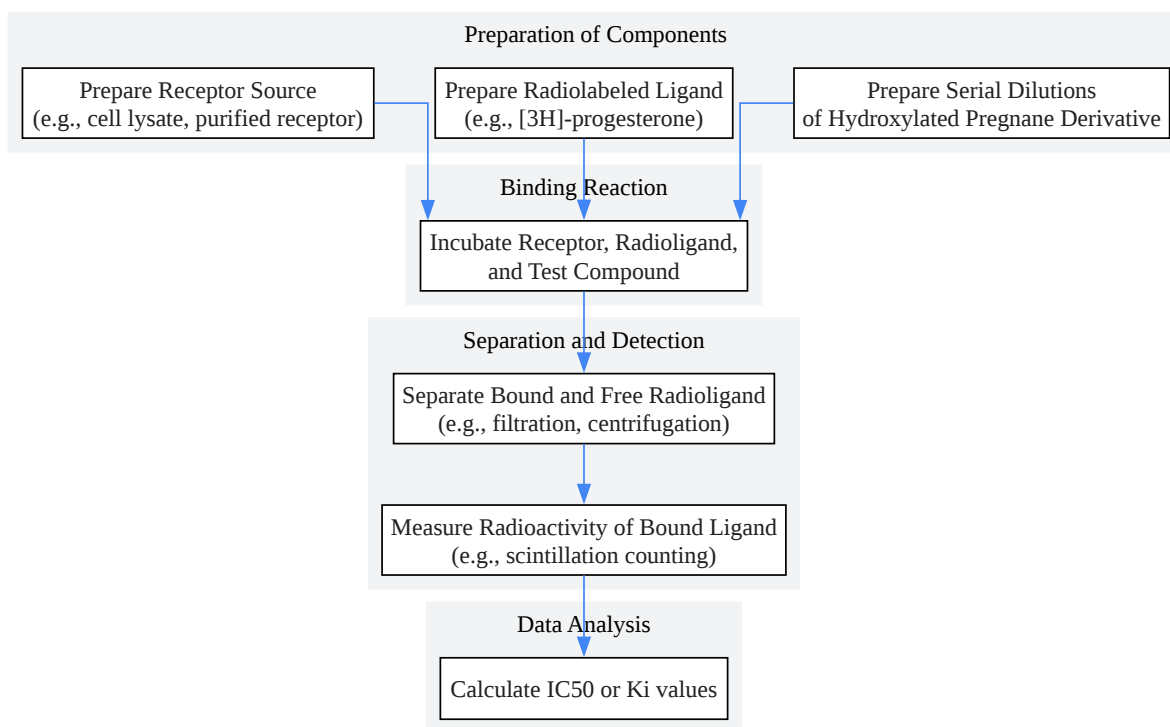 Preparation of Components
Prepare Receptor Source
(e.g., cell lysate, purified receptor)
Prepare Radiolabeled Ligand
(e.g., [3H]-progesterone)
Prepare Serial Dilutions
of Hydroxylated Pregnane Derivative
Binding Reaction
Incubate Receptor, Radioligand,
and Test Compound
Separation and Detection
Separate Bound and Free Radioligand
(e.g., filtration, centrifugation)
Measure Radioactivity of Bound Ligand
(e.g., scintillation counting)
Data Analysis
Calculate IC50 or Ki values